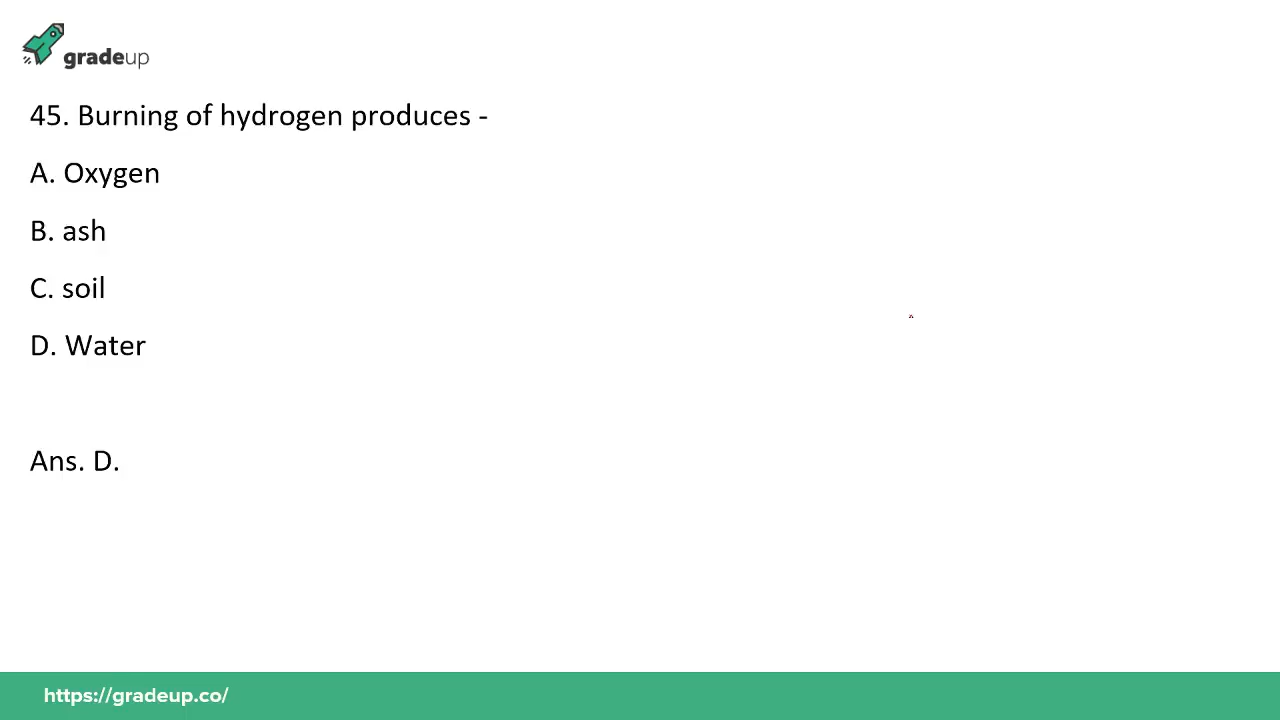 gradeup
45. Burning of hydrogen produces -
A. Oxygen
B. ash
C. soil
D. Water
Ans. D.
https://gradeup.co/